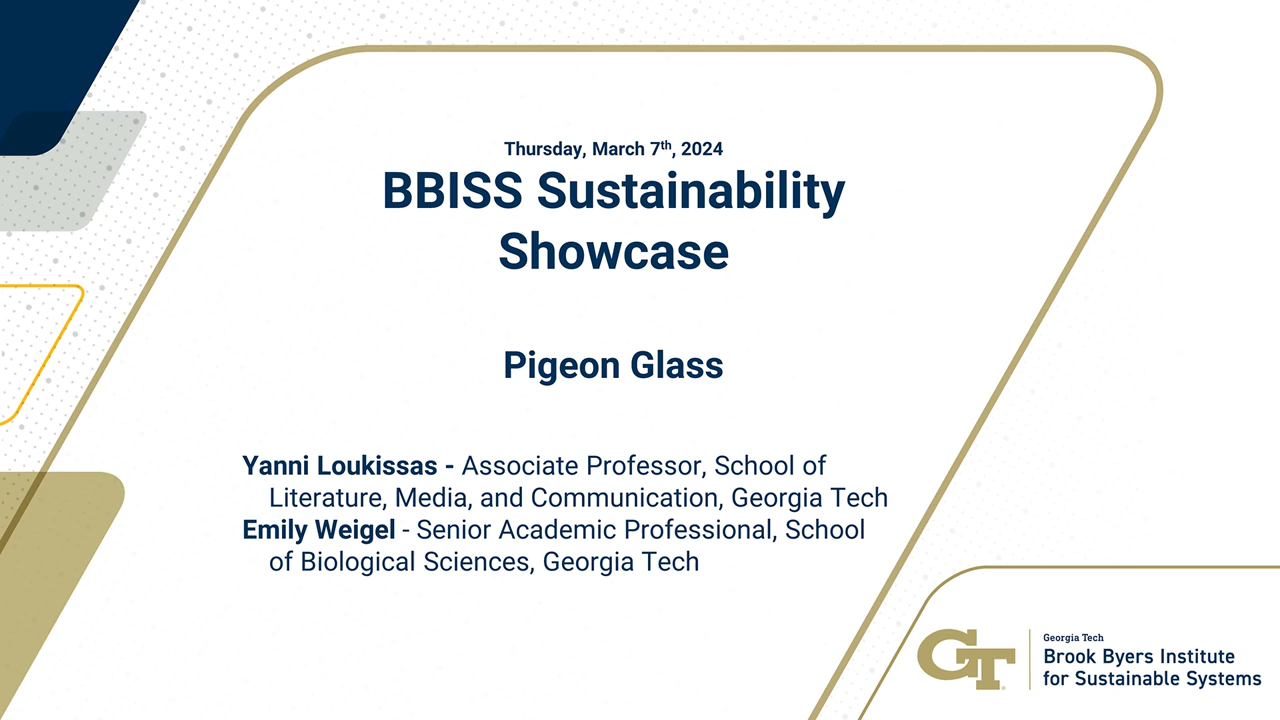 Thursday, March 7th, 2024
BBISS Sustainability
Showcase
Pigeon Glass
Yanni Loukissas - Associate Professor, School of
Literature, Media, and Communication, Georgia Tech
Emily Weigel - Senior Academic Professional, School
of Biological Sciences, Georgia Tech
GT
Georgia Tech
Brook Byers Institute
for Sustainable Systems